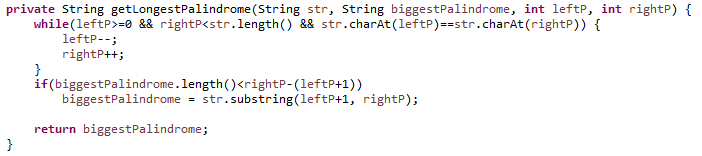 private String getLongestPalindrome(String str, String biggestPalindrome, int leftP, int rightP) {
    while(leftP>=0 && rightP<str.length() && str.charAt(leftP)==str.charAt(rightP)) {
        leftP--;
        rightP++;
    }
    if(biggestPalindrome.length()<rightP-(leftP+1))
        biggestPalindrome = str.substring(leftP+1, rightP);

    return biggestPalindrome;
}